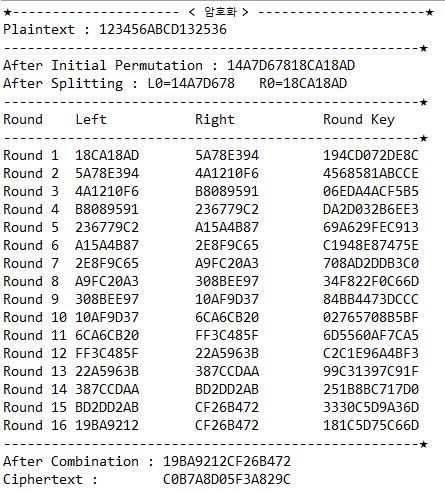 ★--------------------- < 암호화 > ---------------------★
Plaintext : 123456ABCD132536
----------------------------------------------------★
After Initial Permutation : 14A7D67818CA18AD
After Splitting : L0=14A7D678 R0=18CA18AD
----------------------------------------------------★
Round Left Right Round Key
----------------------------------------------------★
Round 1 18CA18AD 5A78E394 194CD072DE8C
Round 2 5A78E394 4A1210F6 4568581ABCCE
Round 3 4A1210F6 B8089591 06EDA4ACF5B5
Round 4 B8089591 236779C2 DA2D032B6EE3
Round 5 236779C2 A15A4B87 69A629FEC913
Round 6 A15A4B87 2E8F9C65 C1948E87475E
Round 7 2E8F9C65 A9FC20A3 708AD2DDB3C0
Round 8 A9FC20A3 308BEE97 34F822F0C66D
Round 9 308BEE97 10AF9D37 84BB4473DCCC
Round 10 10AF9D37 6CA6CB20 02765708B5BF
Round 11 6CA6CB20 FF3C485F 6D5560AF7CA5
Round 12 FF3C485F 22A5963B C2C1E96A4BF3
Round 13 22A5963B 387CCDAA 99C31397C91F
Round 14 387CCDAA BD2DD2AB 251B8BC717D0
Round 15 BD2DD2AB CF26B472 3330C5D9A36D
Round 16 19BA9212 CF26B472 181C5D75C66D
----------------------------------------------------★
After Combination : 19BA9212CF26B472
Ciphertext : C0B7A8D05F3A829C